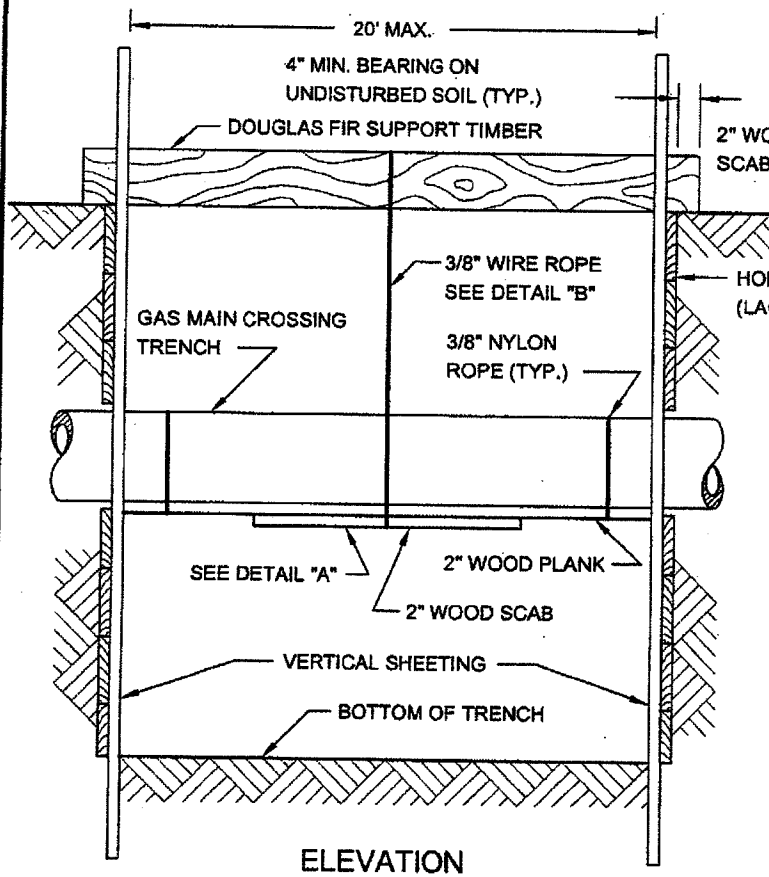 20' MAX.
4" MIN. BEARING ON
UNDISTURBED SOIL (TYP.)
DOUGLAS FIR SUPPORT TIMBER
2"
SCAB
3/8" WIRE ROPE
SEE DETAIL "B"
GAS MAIN CROSSING
TRENCH
3/8" NYLON
ROPE (TYP.)
SEE DETAIL "A"
2" WOOD PLANK
2" WOOD SCAB
VERTICAL SHEETING
BOTTOM OF TRENCH
ELEVATION